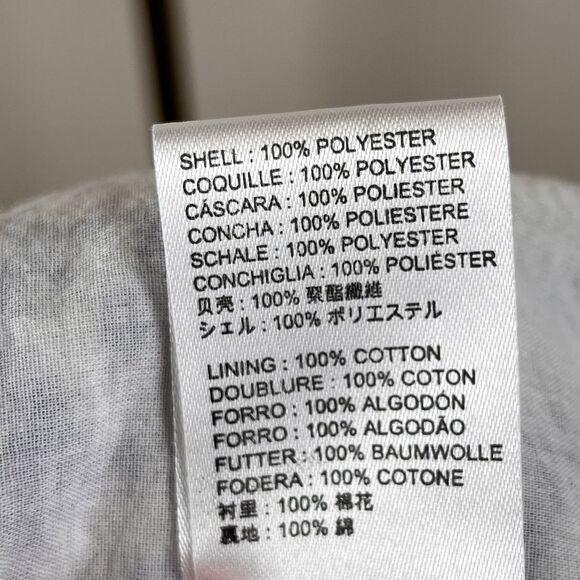 SHELL : 100% POLYESTER
COQUILLE : 100% POLYESTER
CÁSCARA : 100% POLIESTER
CONCHA : 100% POLIESTERE
SCHALE : 100% POLYESTER
CONCHIGLIA : 100% POLIÉSTER
贝壳 : 100% 聚酯纖維
シェル : 100% ポリエステル
LINING : 100% COTTON
DOUBLURE : 100% COTON
FORRO : 100% ALGODÓN
FORRO : 100% ALGODÃO
FUTTER : 100% BAUMWOLLE
FODERA : 100% COTONE
衬里 : 100% 棉花
裏地 : 100% 綿